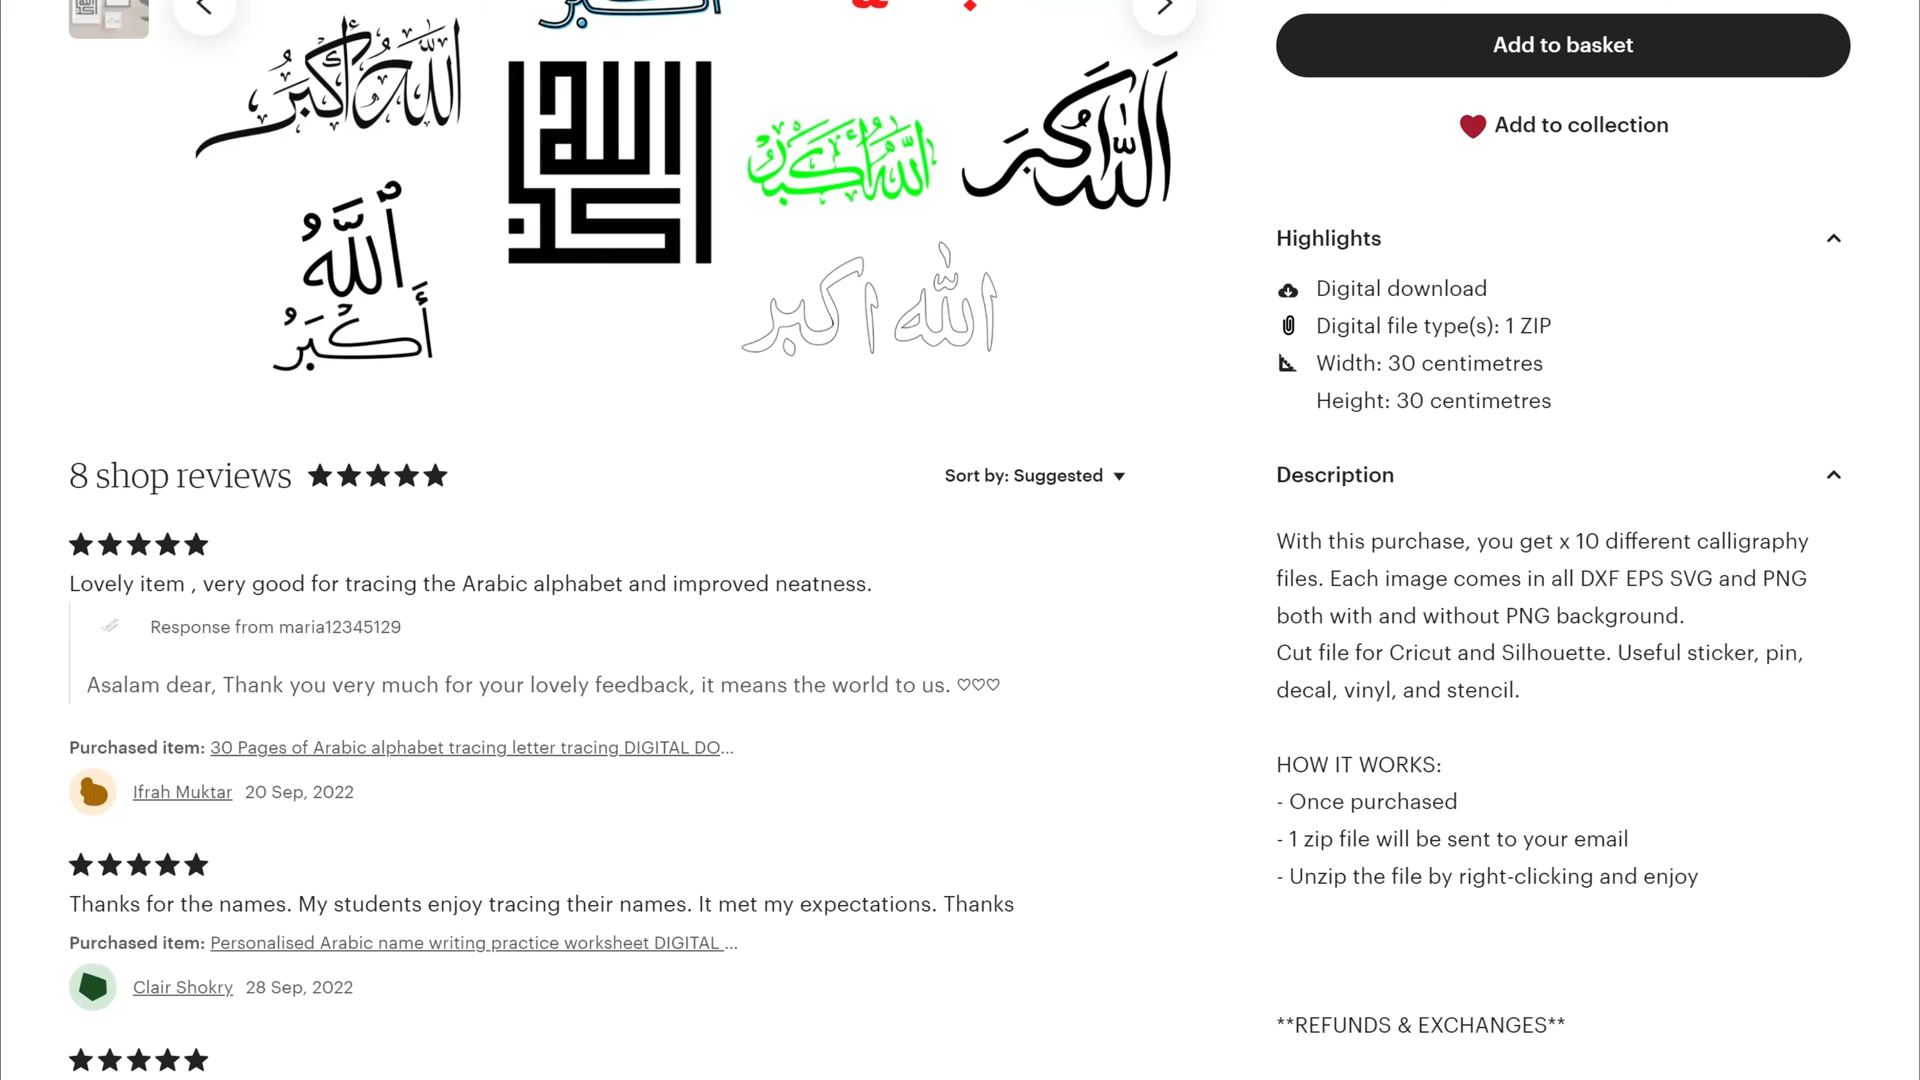 اللهُ أَكْبَرُ
الله
أكبر
اللهُ أَكْبَرُ
الله أكبر
ٱللَّهُ
أَكْبَرُ
الله اكبر
Add to basket
Add to collection
Highlights
Digital download
Digital file type(s): 1 ZIP
Width: 30 centimetres
Height: 30 centimetres
8 shop reviews
Sort by: Suggested
Lovely item , very good for tracing the Arabic alphabet and improved neatness.
Response from maria12345129
Asalam dear, Thank you very much for your lovely feedback, it means the world to us. ♡♡♡
Purchased item: 30 Pages of Arabic alphabet tracing letter tracing DIGITAL DO...
Ifrah Muktar 20 Sep, 2022
Thanks for the names. My students enjoy tracing their names. It met my expectations. Thanks
Purchased item: Personalised Arabic name writing practice worksheet DIGITAL ...
Clair Shokry 28 Sep, 2022
Description
With this purchase, you get x 10 different calligraphy
files. Each image comes in all DXF EPS SVG and PNG
both with and without PNG background.
Cut file for Cricut and Silhouette. Useful sticker, pin,
decal, vinyl, and stencil.
HOW IT WORKS:
- Once purchased
- 1 zip file will be sent to your email
- Unzip the file by right-clicking and enjoy
**REFUNDS & EXCHANGES**